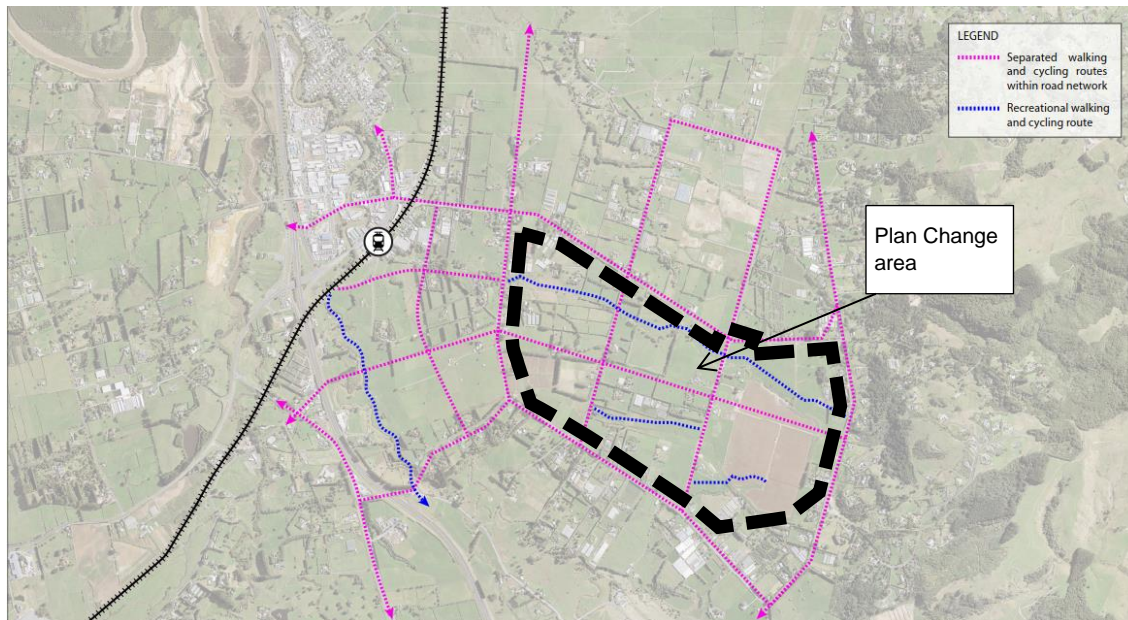 LEGEND
Separated walking
and cycling routes
within road network
Recreational walking
and cycling route
Plan Change
area